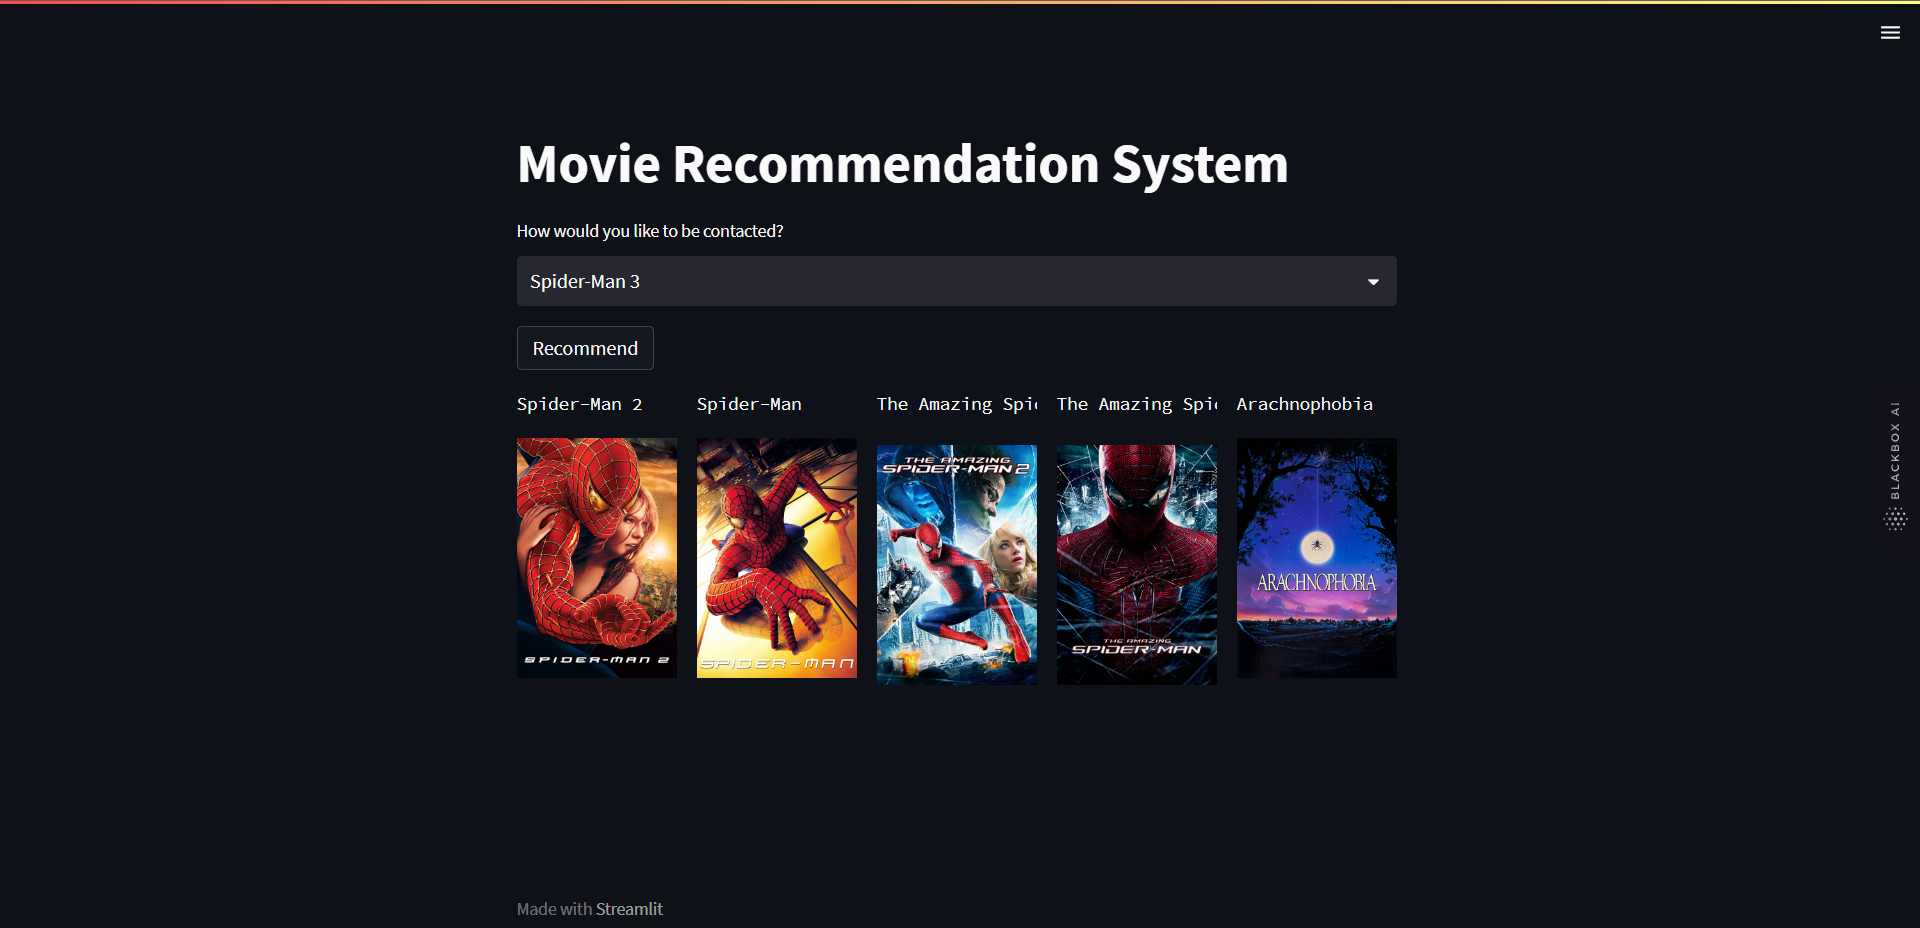 Movie Recommendation System
How would you like to be contacted?
Spider-Man 3
Recommend
Spider-Man 2
Spider-Man
The Amazing Spi
The Amazing Spi
Arachnophobia
SPIDER-MAN 2
SPIDER-MAN
THE AMAZING
SPIDER-MAN 2
THE AMAZING
SPIDER-MAN
ARACHNOPHOBIA
BLACKBOX AI
Made with Streamlit